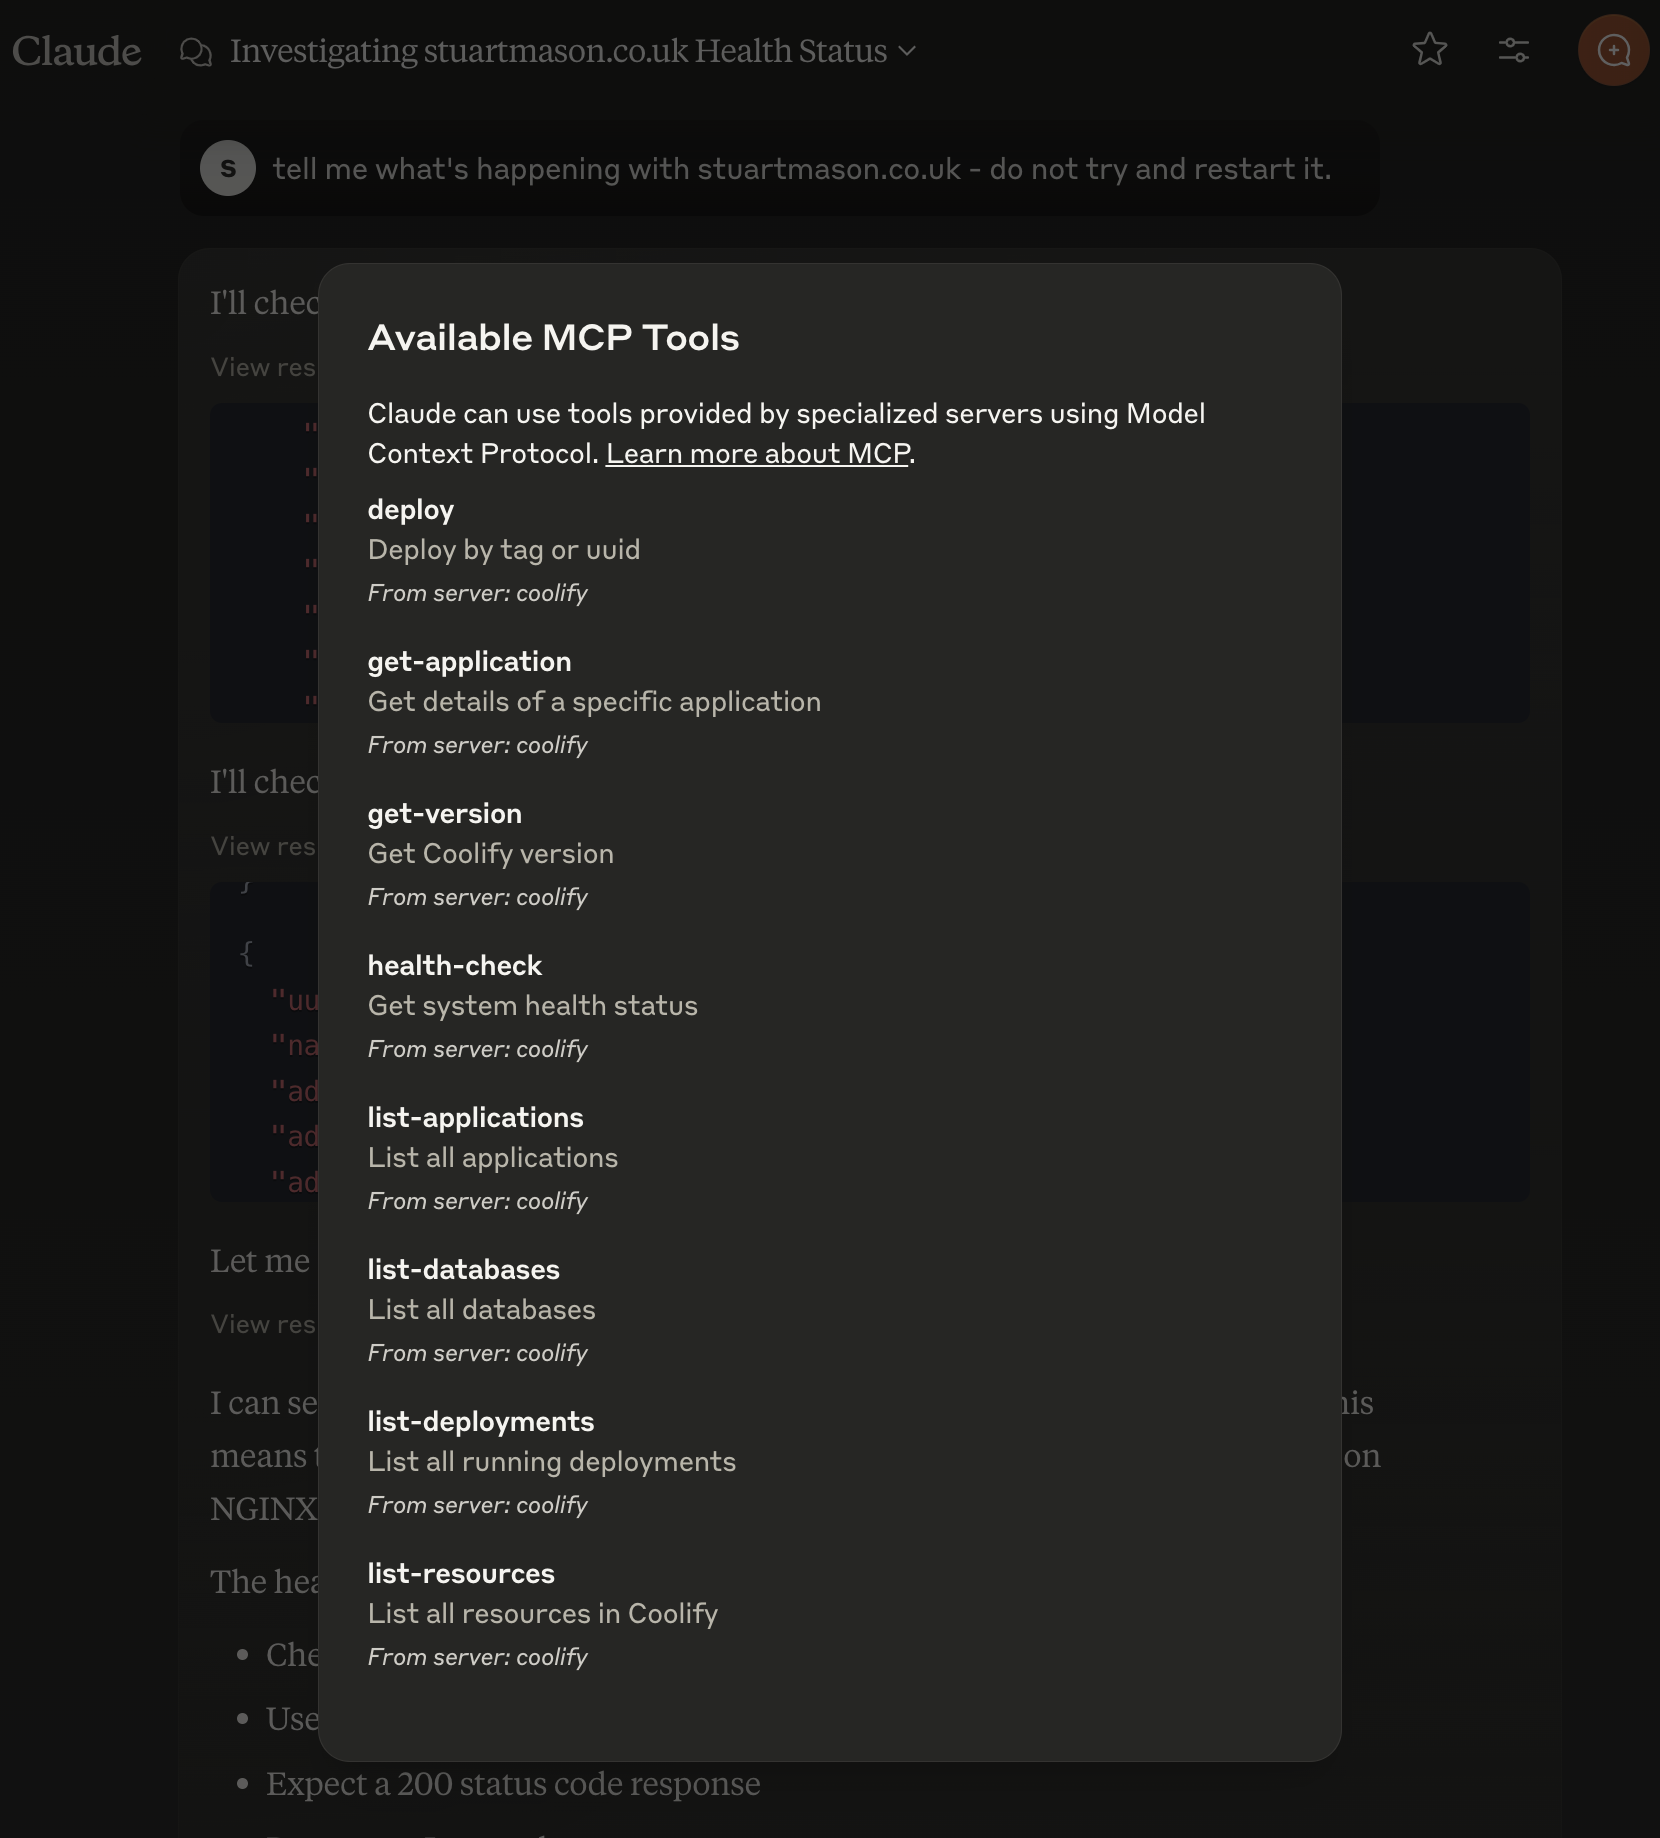 Claude
Investigating stuartmason.co.uk Health Status
S
tell me what's happening with stuartmason.co.uk - do not try and restart it.
I'll chec
View res
"
"
"
"
"
"
"
I'll chec
View res
}
{
"uu
"na
"ad
"ad
"ad
Let me
View res
I can se
his
means t
on
NGINX
The hea
• Che
• Use
• Expect a 200 status code response
Available MCP Tools
Claude can use tools provided by specialized servers using Model
Context Protocol. Learn more about MCP.
deploy
Deploy by tag or uuid
From server: coolify
get-application
Get details of a specific application
From server: coolify
get-version
Get Coolify version
From server: coolify
health-check
Get system health status
From server: coolify
list-applications
List all applications
From server: coolify
list-databases
List all databases
From server: coolify
list-deployments
List all running deployments
From server: coolify
list-resources
List all resources in Coolify
From server: coolify